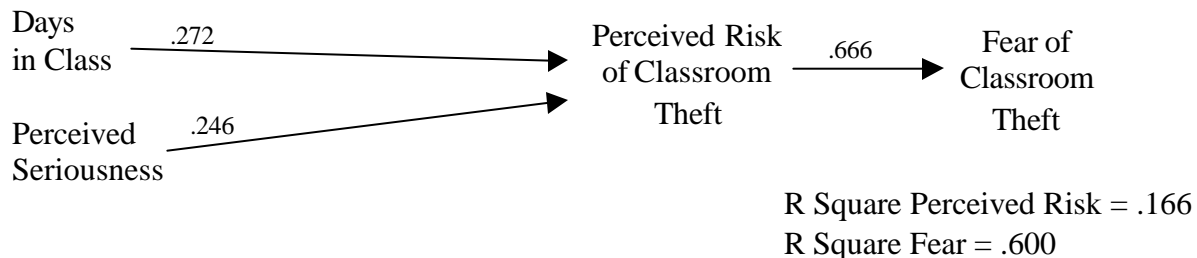 Days
in Class
.272
Perceived
Seriousness
.246
Perceived Risk
of Classroom
Theft
.666
Fear of
Classroom
Theft
R Square Perceived Risk = .166
R Square Fear = .600